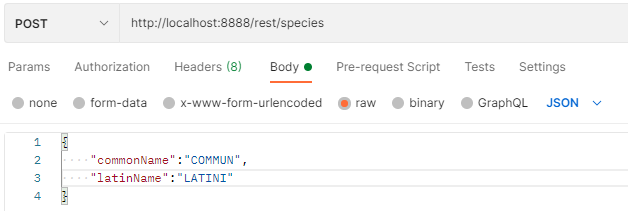 POST http://localhost:8888/rest/species
Params Authorization Headers (8) Body Pre-request Script Tests Settings
none form-data x-www-form-urlencoded raw binary GraphQL JSON
1 {
2 "commonName":"COMMUN",
3 "latinName":"LATINI"
4 }